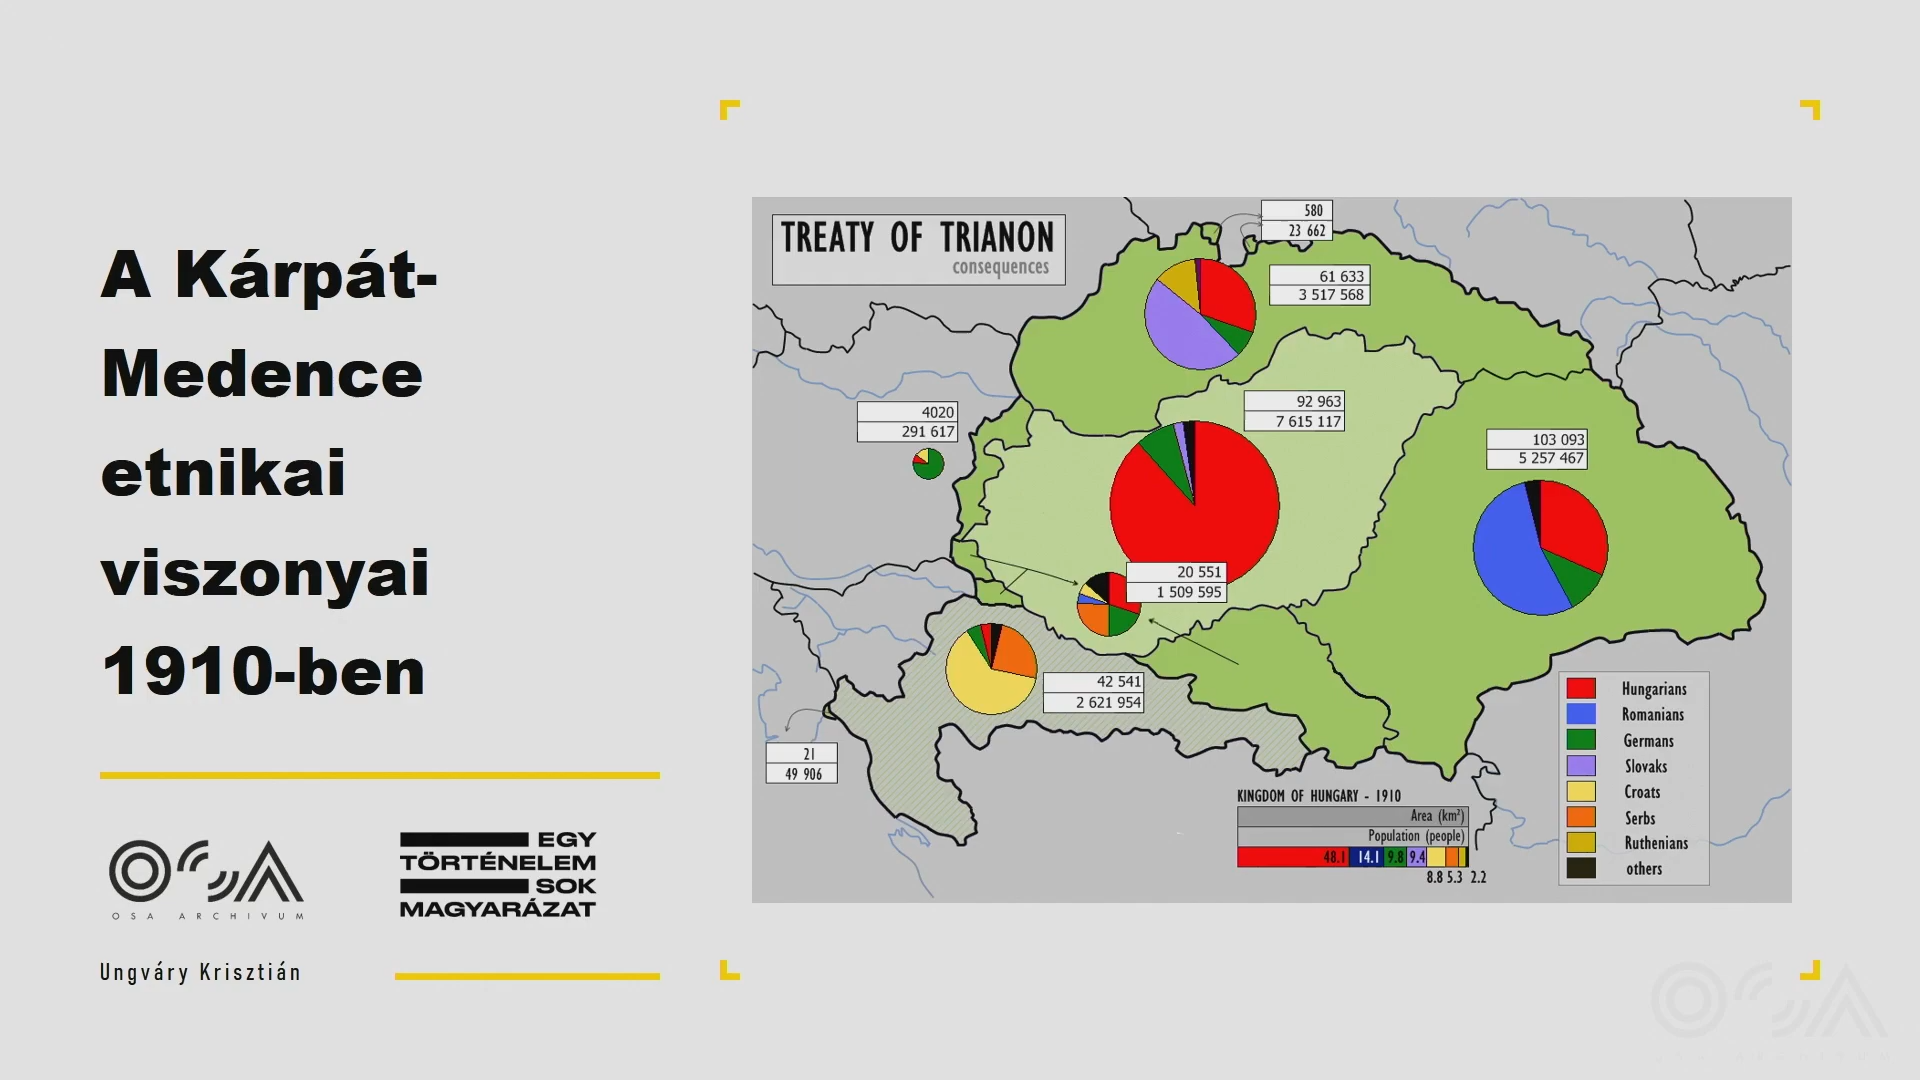 A Kárpát-
Medence
etnikai
viszonyai
1910-ben
OSA ARCHIVUM
EGY
TÖRTÉNELEM
SOK
MAGYARÁZAT
Ungváry Krisztián
TREATY OF TRIANON
consequences
580
23 662
61 633
3 517 568
4020
291 617
92 963
7 615 117
103 093
5 257 467
20 551
1 509 595
42 541
2 621 954
21
49 906
KINGDOM OF HUNGARY - 1910
Area (km²)
Population (people)
48.1 14.1 9.8 9.4
8.8 5.3 2.2
Hungarians
Romanians
Germans
Slovaks
Croats
Serbs
Ruthenians
others
OSA